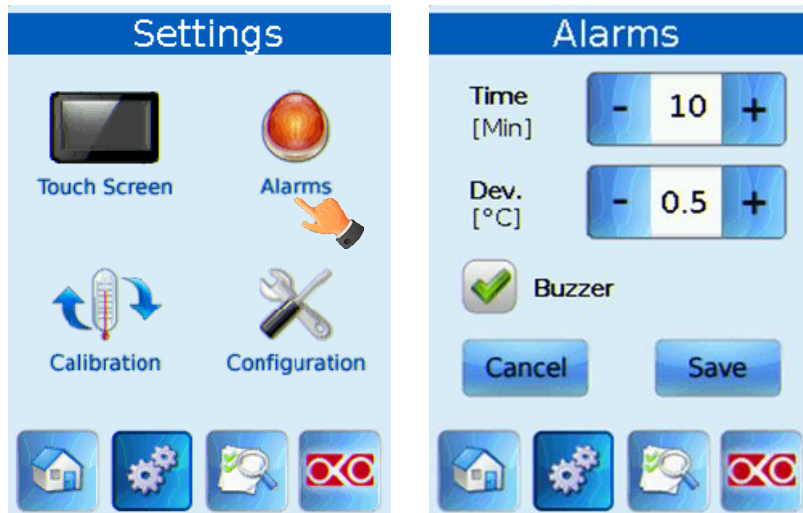 Settings
Touch Screen
Alarms
Calibration
Configuration
Alarms
Time
[Min]
- 10 +
Dev.
[°C]
- 0.5 +
Buzzer
Cancel Save